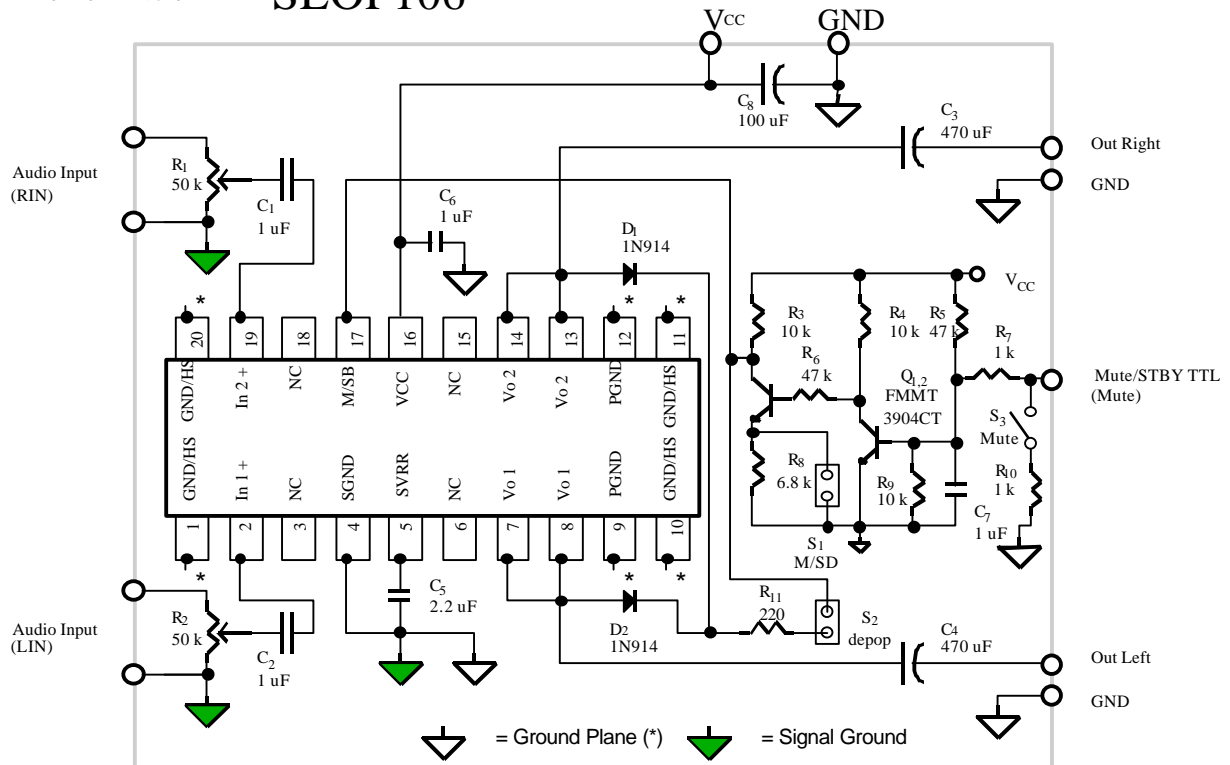 VCC
GND
C8
100 uF
C3
470 uF
Out Right
GND
Audio Input
(RIN)
R1
50 k
C1
1 uF
C6
1 uF
D1
1N914
VCC
R3
10 k
R4
10 k
R5
47 k
R6
47 k
R7
1 k
Q1,2
FMMT
3904CT
Mute/STBY TTL
(Mute)
S3
Mute
R8
6.8 k
R9
10 k
R10
1 k
C7
1 uF
S1
M/SD
* * *
20 19 18 17 16 15 14 13 12 11
GND/HS In 2 + NC M/SB VCC NC Vo 2 Vo 2 PGND GND/HS
GND/HS In 1 + NC SGND SVRR NC Vo 1 Vo 1 PGND GND/HS
1 2 3 4 5 6 7 8 9 10
* * *
C5
2.2 uF
D2
1N914
R11
220
S2
depop
Audio Input
(LIN)
R2
50 k
C2
1 uF
C4
470 uF
Out Left
GND
= Ground Plane (*)
= Signal Ground